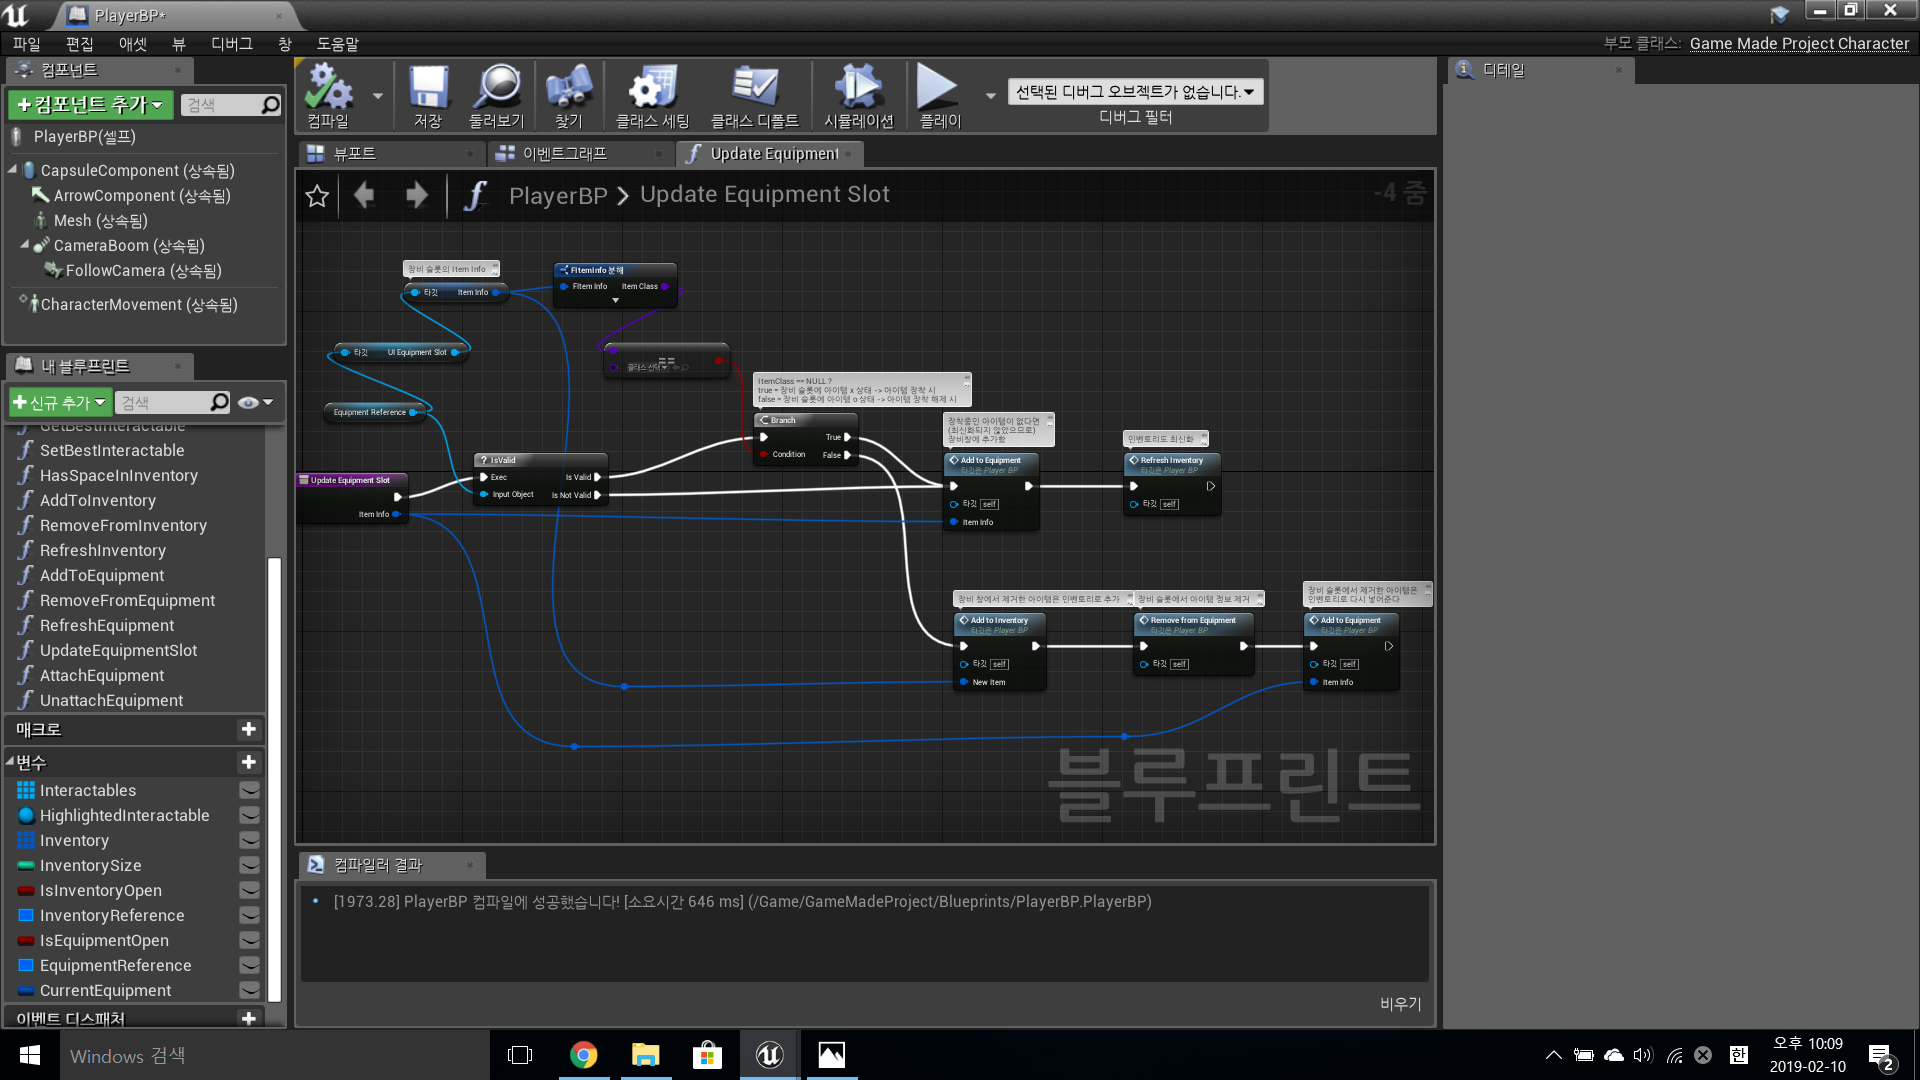 PlayerBP*
파일 편집 애셋 뷰 디버그 창 도움말
부모 클래스: Game Made Project Character
컴포넌트
+컴포넌트 추가
검색
PlayerBP(셀프)
CapsuleComponent (상속됨)
ArrowComponent (상속됨)
Mesh (상속됨)
CameraBoom (상속됨)
FollowCamera (상속됨)
CharacterMovement (상속됨)
내 블루프린트
+신규 추가
검색
GetBestInteractable
SetBestInteractable
HasSpaceInInventory
AddToInventory
RemoveFromInventory
RefreshInventory
AddToEquipment
RemoveFromEquipment
RefreshEquipment
UpdateEquipmentSlot
AttachEquipment
UnattachEquipment
매크로
변수
Interactables
HighlightedInteractable
Inventory
InventorySize
IsInventoryOpen
InventoryReference
IsEquipmentOpen
EquipmentReference
CurrentEquipment
이벤트 디스패처
컴파일
저장
둘러보기
찾기
클래스 세팅
클래스 디폴트
시뮬레이션
플레이
선택된 디버그 오브젝트가 없습니다.
디버그 필터
뷰포트
이벤트그래프
Update Equipment
PlayerBP > Update Equipment Slot
-4 줌
장비 슬롯의 Item Info
타깃 Item Info
FItemInfo 분해
FItem Info Item Class
타깃 UI Equipment Slot
==
클래스 선택
Equipment Reference
ItemClass == NULL?
true = 장비 슬롯에 아이템 x 상태 -> 아이템 장착 시
false = 장비 슬롯에 아이템 o 상태 -> 아이템 장착 해제 시
Branch
True
Condition False
? IsValid
Exec Is Valid
Input Object Is Not Valid
Update Equipment Slot
Item Info
장착중인 아이템이 없다면
(최신화되지 않았으므로)
장비창에 추가함
Add to Equipment
타깃은 Player BP
타깃 self
Item Info
인벤토리도 최신화
Refresh Inventory
타깃은 Player BP
타깃 self
장비 창에서 제거한 아이템은 인벤토리로 추가
Add to Inventory
타깃은 Player BP
타깃 self
New Item
장비 슬롯에서 아이템 정보 제거
Remove from Equipment
타깃은 Player BP
타깃 self
장비 슬롯에서 제거한 아이템은
인벤토리로 다시 넣어준다
Add to Equipment
타깃은 Player BP
타깃 self
Item Info
블루프린트
컴파일러 결과
[1973.28] PlayerBP 컴파일에 성공했습니다! [소요시간 646 ms] (/Game/GameMadeProject/Blueprints/PlayerBP.PlayerBP)
비우기
디테일
Windows 검색
한
오후 10:09
2019-02-10
2